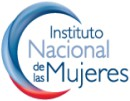 Instituto
Nacional
de las Mujeres